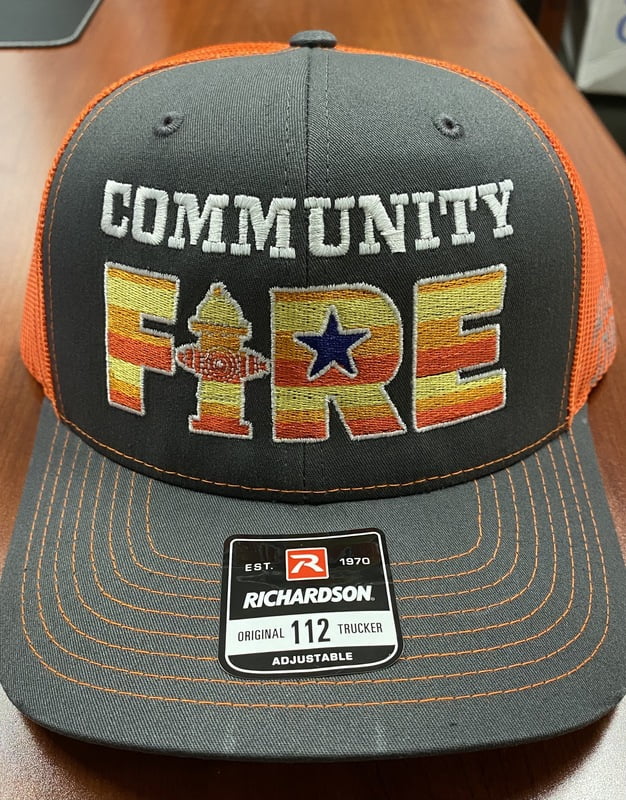 COMMUNITY
FIRE
EST. R 1970
RICHARDSON
ORIGINAL 112 TRUCKER
ADJUSTABLE